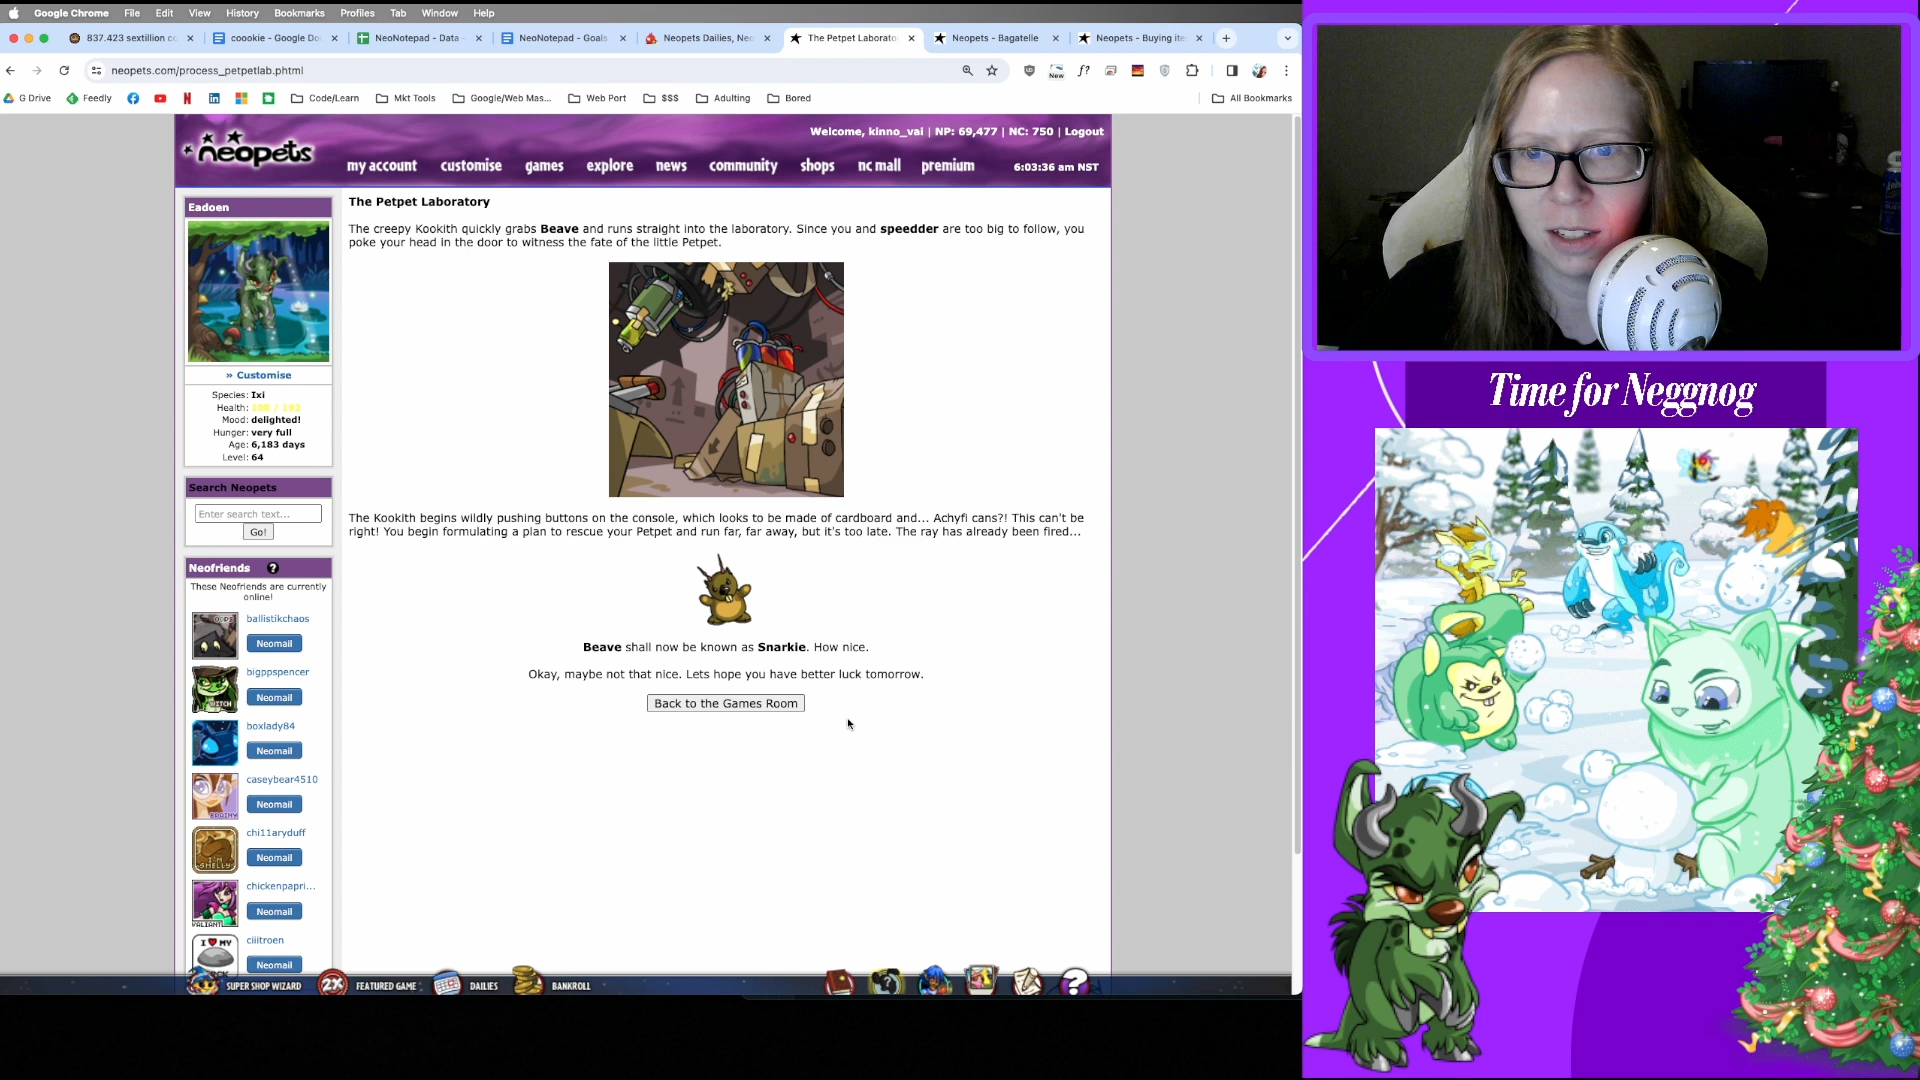 Google Chrome File Edit View History Bookmarks Profiles Tab Window Help
837.423 sextillion co
coookie - Google Do
NeoNotepad - Data -
NeoNotepad - Goals
Neopets Dailies, Neo
The Petpet Laborato
Neopets - Bagatelle
Neopets - Buying ite
neopets.com/process_petpetlab.phtml
New
f?
G Drive
Feedly
Code/Learn
Mkt Tools
Google/Web Mas...
Web Port
$$$
Adulting
Bored
All Bookmarks
neopets
Welcome, kinno_vai | NP: 69,477 | NC: 750 | Logout
my account customise games explore news community shops nc mall premium
6:03:36 am NST
Eadoen
» Customise
Species: Ixi
Mood: delighted!
Hunger: very full
Age: 6,183 days
Level: 64
Search Neopets
Enter search text...
Go!
Neofriends ?
These Neofriends are currently
online!
ballistikchaos
Neomail
bigppspencer
WITCH
Neomail
boxlady84
Neomail
caseybear4510
BRAINY
Neomail
chi11aryduff
I'M
SMELLY
Neomail
chickenpapri...
VALIANT
Neomail
ciiitroen
I ♥ MY
Neomail
The Petpet Laboratory
The creepy Kookith quickly grabs Beave and runs straight into the laboratory. Since you and speedder are too big to follow, you
poke your head in the door to witness the fate of the little Petpet.
The Kookith begins wildly pushing buttons on the console, which looks to be made of cardboard and... Achyfi cans?! This can't be
right! You begin formulating a plan to rescue your Petpet and run far, far away, but it's too late. The ray has already been fired...
Beave shall now be known as Snarkie. How nice.
Okay, maybe not that nice. Lets hope you have better luck tomorrow.
Back to the Games Room
SUPER SHOP WIZARD
2X
FEATURED GAME
DAILIES
BANKROLL
?
Time for Neggnog